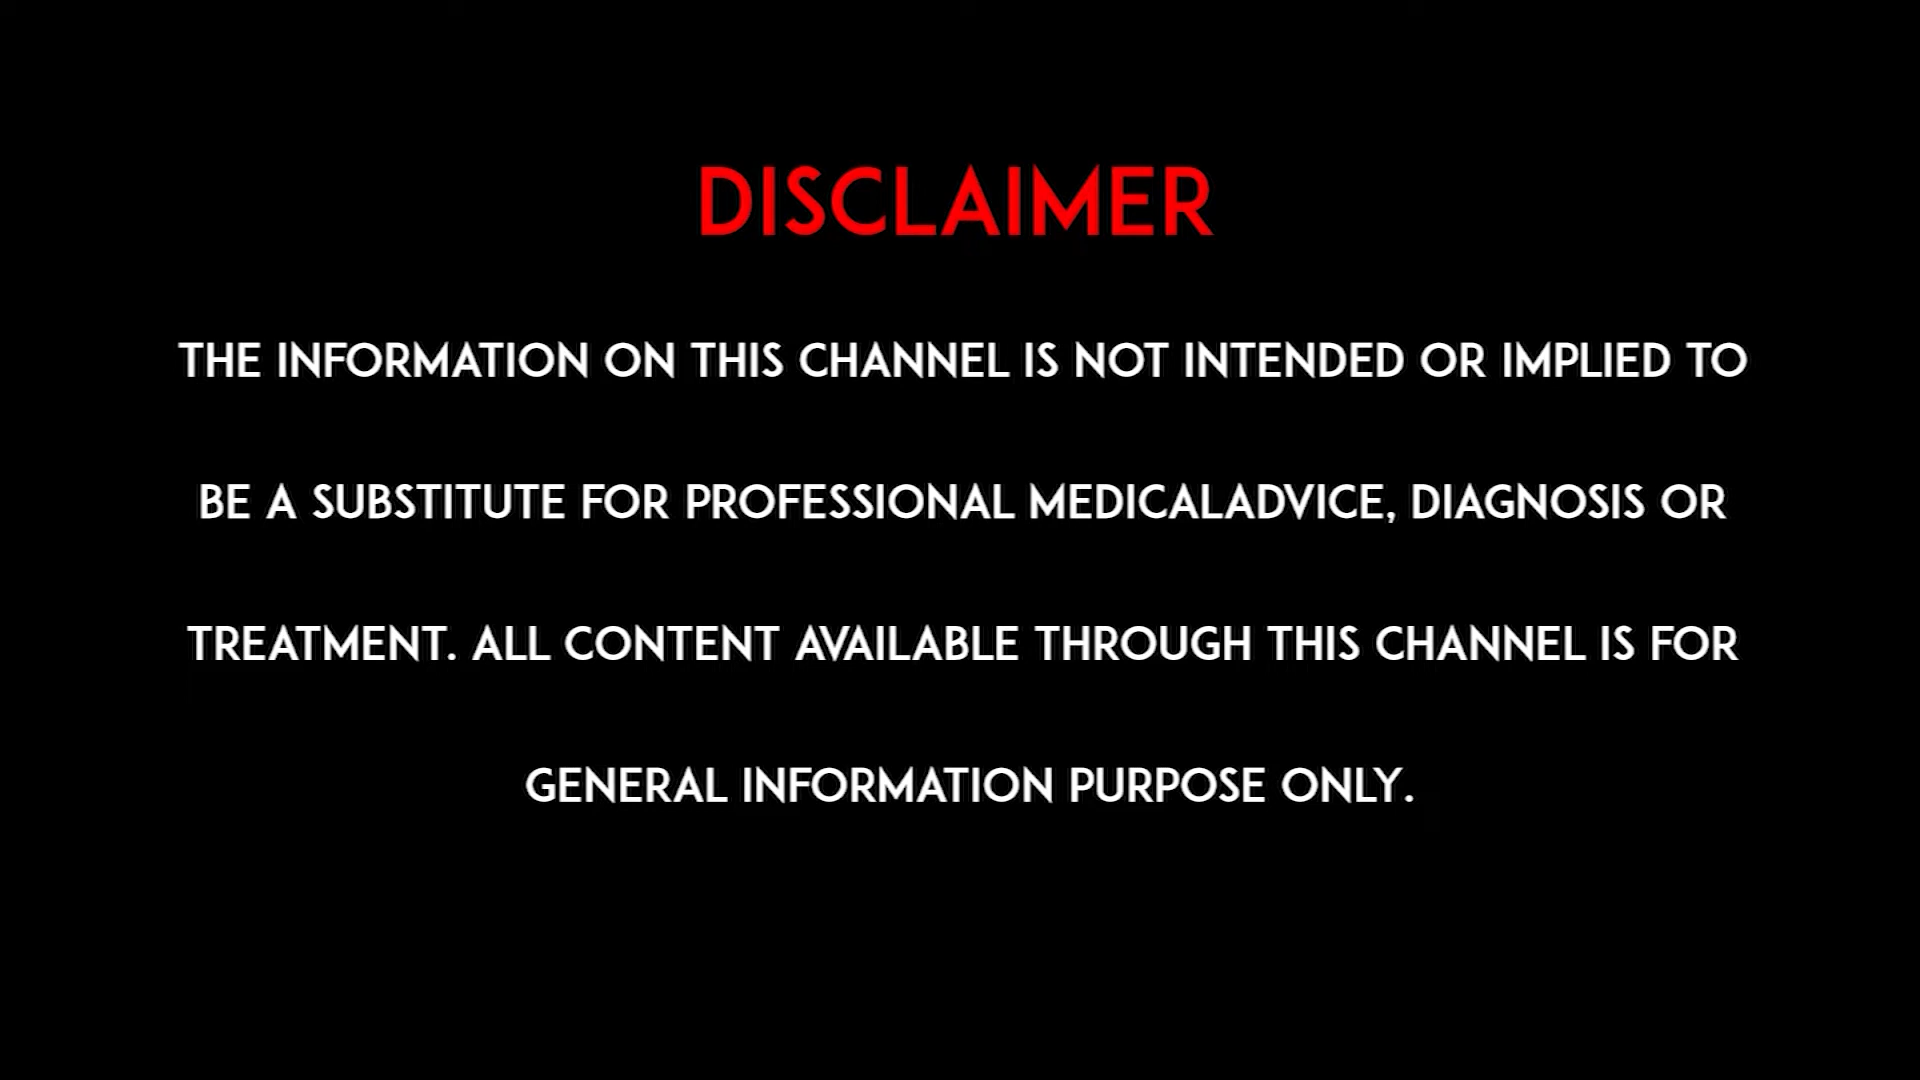 DISCLAIMER
THE INFORMATION ON THIS CHANNEL IS NOT INTENDED OR IMPLIED TO
BE A SUBSTITUTE FOR PROFESSIONAL MEDICALADVICE, DIAGNOSIS OR
TREATMENT. ALL CONTENT AVAILABLE THROUGH THIS CHANNEL IS FOR
GENERAL INFORMATION PURPOSE ONLY.